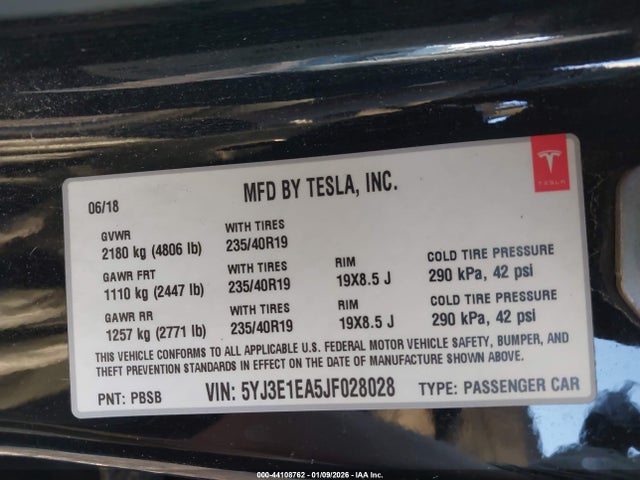 06/18 MFD BY TESLA, INC.
TESLA
GVWR WITH TIRES
2180 kg (4806 lb) 235/40R19
GAWR FRT WITH TIRES RIM COLD TIRE PRESSURE
1110 kg (2447 lb) 235/40R19 19X8.5 J 290 kPa, 42 psi
GAWR RR WITH TIRES RIM COLD TIRE PRESSURE
1257 kg (2771 lb) 235/40R19 19X8.5 J 290 kPa, 42 psi
THIS VEHICLE CONFORMS TO ALL APPLICABLE U.S. FEDERAL MOTOR VEHICLE SAFETY, BUMPER, AND
THEFT PREVENTION STANDARDS IN EFFECT ON THE DATE OF MANUFACTURE SHOWN ABOVE.
PNT: PBSB VIN: 5YJ3E1EA5JF028028 TYPE: PASSENGER CAR
000-44108762 - 01/09/2026 - IAA Inc.